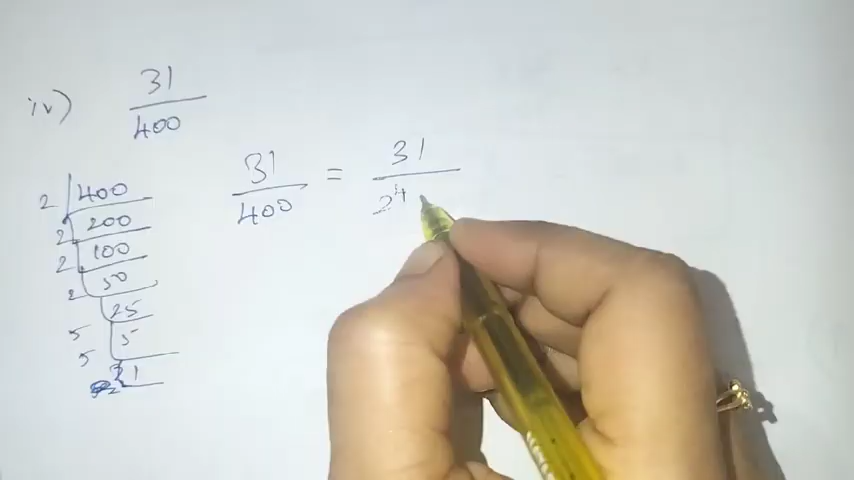 iv) 31/400
31/400 = 31/2⁴
2 | 400
2 | 200
2 | 100
2 | 50
5 | 25
5 | 5
1